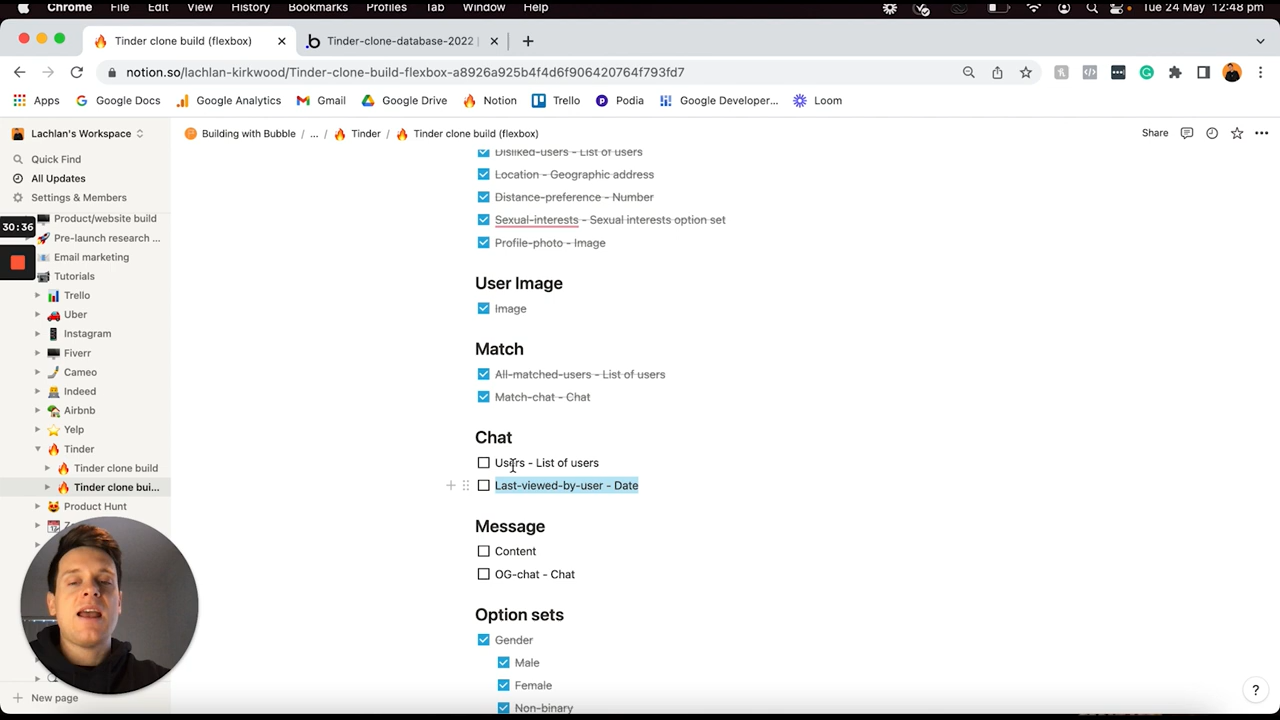 Chrome File Edit View History Bookmarks Profiles Tab Window Help Tue 24 May 12:48 pm
Tinder clone build (flexbox) Tinder-clone-database-2022 |
notion.so/lachlan-kirkwood/Tinder-clone-build-flexbox-a8926a925b4f4d6f906420764f793fd7
Apps Google Docs Google Analytics Gmail Google Drive Notion Trello Podia Google Developer... Loom
Lachlan's Workspace
Building with Bubble / ... / Tinder / Tinder clone build (flexbox)
Share
Quick Find
All Updates
Settings & Members
Product/website build
30:36
Pre-launch research ...
Email marketing
Tutorials
Trello
Uber
Instagram
Fiverr
Cameo
Indeed
Airbnb
Yelp
Tinder
Tinder clone build
Tinder clone bui...
Product Hunt
New page
Disliked-users - List of users
Location - Geographic address
Distance-preference - Number
Sexual-interests - Sexual interests option set
Profile-photo - Image
User Image
Image
Match
All-matched-users - List of users
Match-chat - Chat
Chat
Users - List of users
Last-viewed-by-user - Date
Message
Content
OG-chat - Chat
Option sets
Gender
Male
Female
Non-binary
?